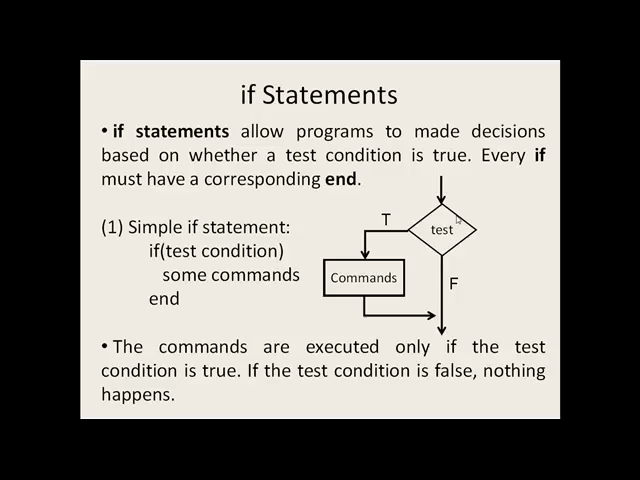 if Statements
• if statements allow programs to made decisions
based on whether a test condition is true. Every if
must have a corresponding end.
(1) Simple if statement:
if(test condition)
some commands
end
T
test
Commands
F
• The commands are executed only if the test
condition is true. If the test condition is false, nothing
happens.